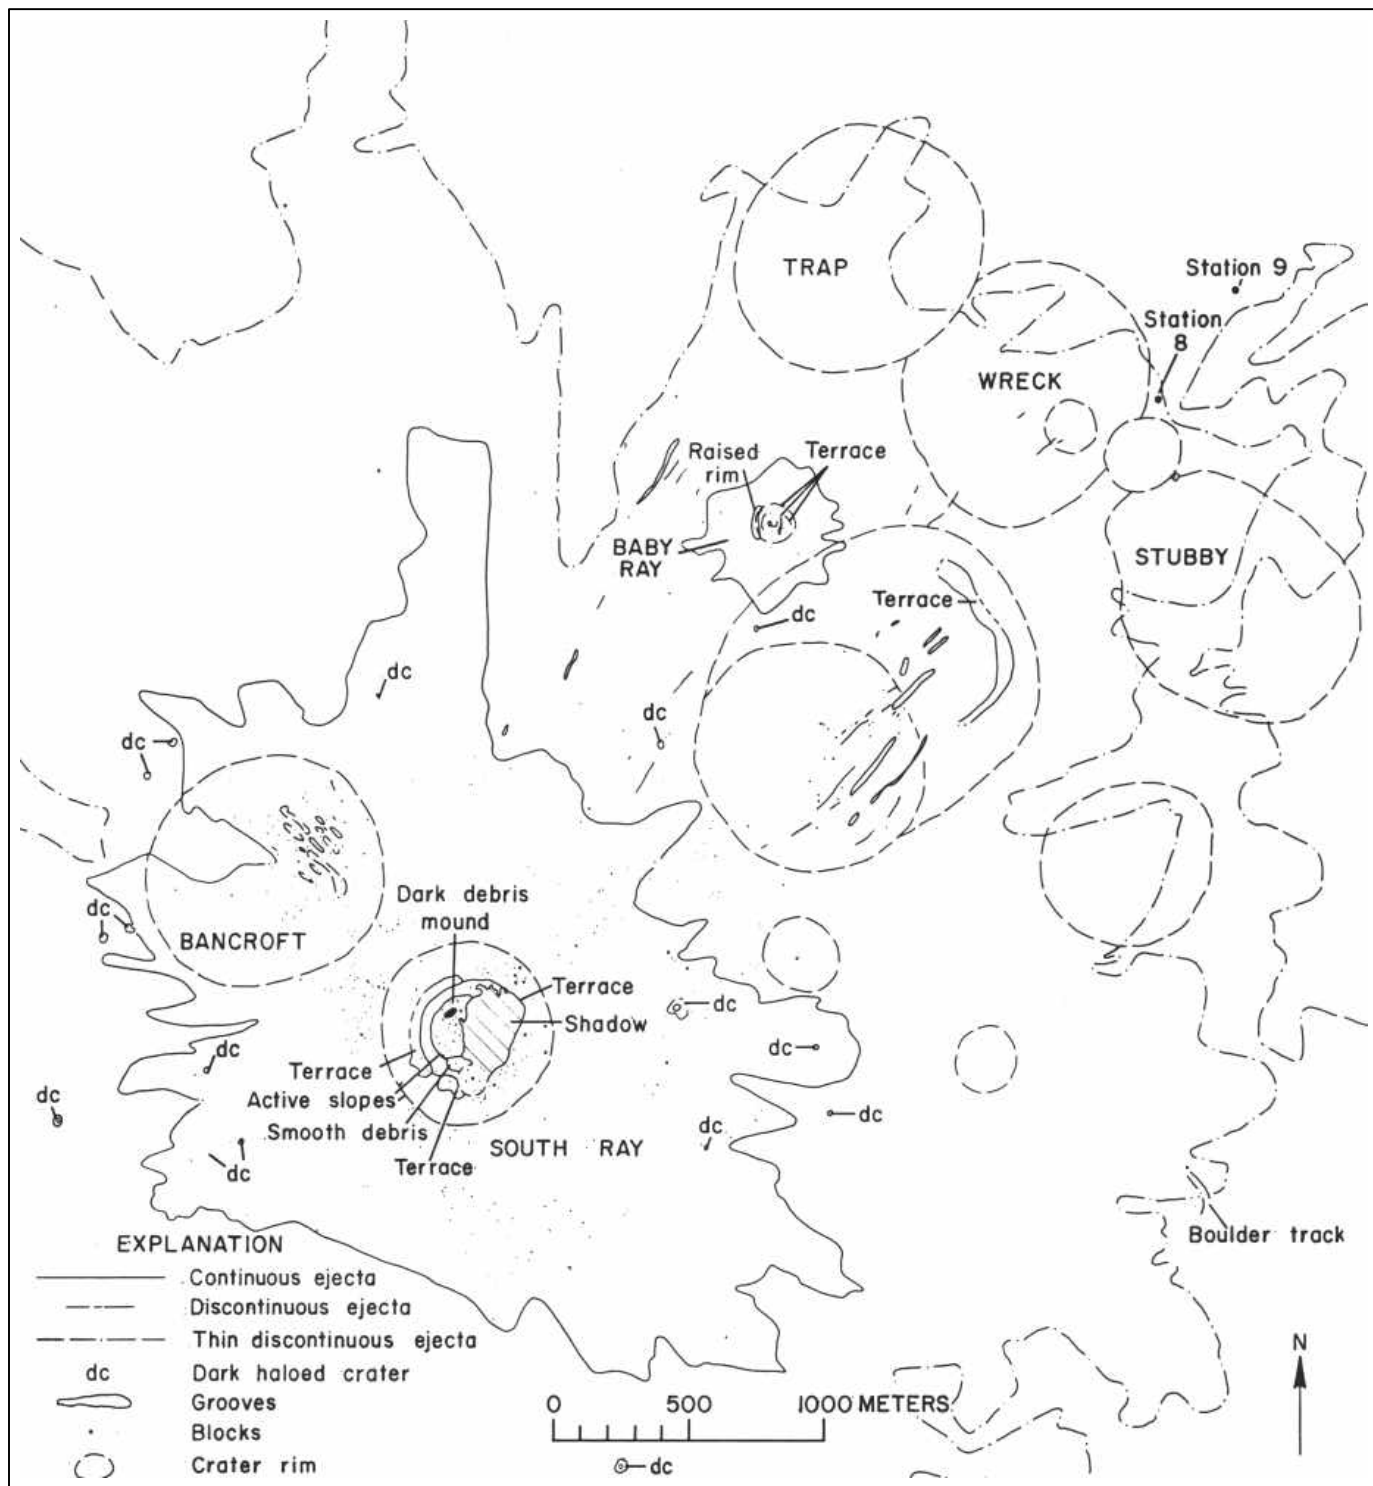 TRAP
Station 9
Station
8
WRECK
Raised
rim
Terrace
BABY
RAY
STUBBY
Terrace
dc
dc
dc
dc
Dark debris
mound
dc
BANCROFT
Terrace
dc
Shadow
dc
dc
Terrace
dc
Active slopes
dc
dc
Smooth debris
SOUTH RAY
dc
Terrace
Boulder track
EXPLANATION
Continuous ejecta
Discontinuous ejecta
Thin discontinuous ejecta
dc Dark haloed crater
Grooves
Blocks
Crater rim
0 500 1000 METERS
dc
N